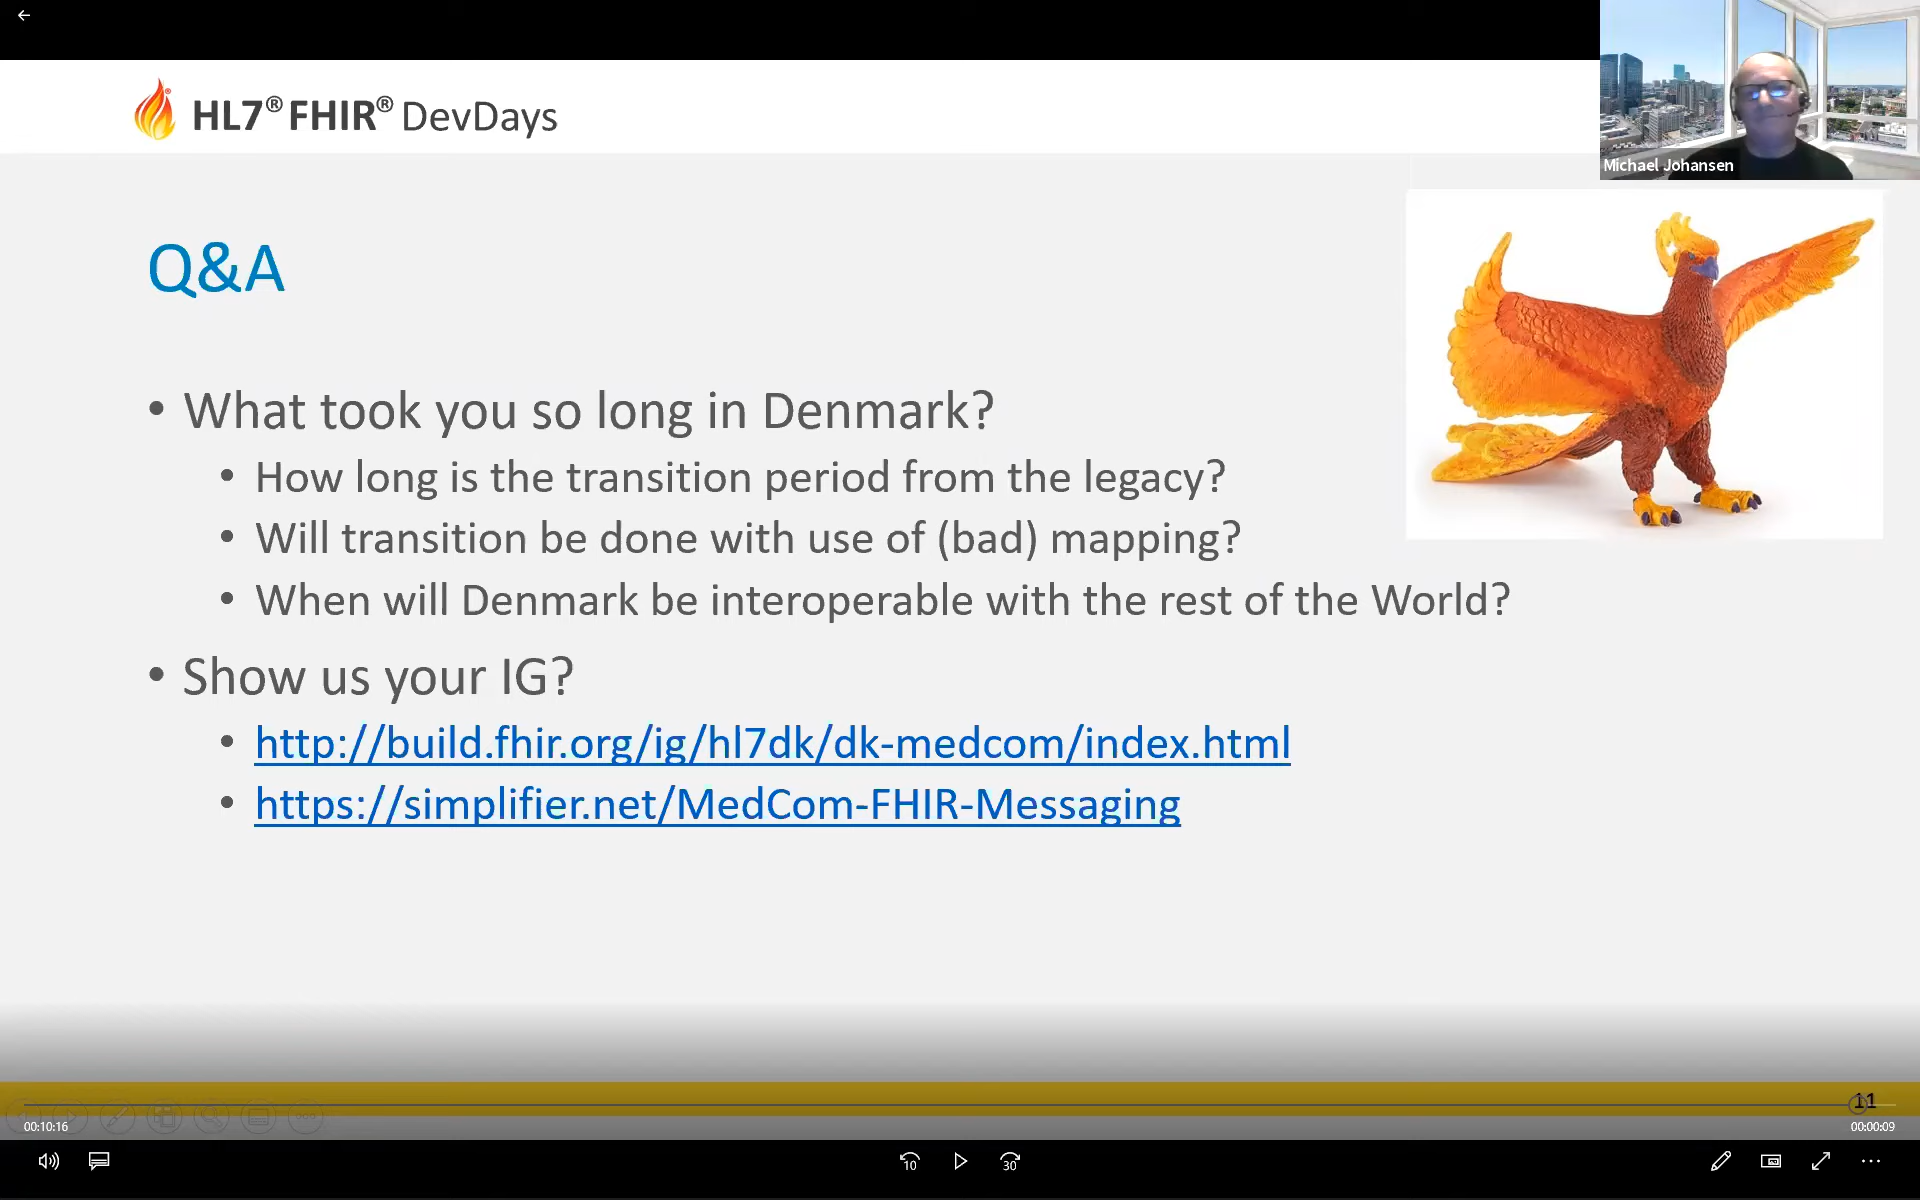 HL7® FHIR® DevDays
Michael Johansen
Q&A
• What took you so long in Denmark?
• How long is the transition period from the legacy?
• Will transition be done with use of (bad) mapping?
• When will Denmark be interoperable with the rest of the World?
• Show us your IG?
• http://build.fhir.org/ig/hl7dk/dk-medcom/index.html
• https://simplifier.net/MedCom-FHIR-Messaging
11
00:10:16
00:00:09
10
30